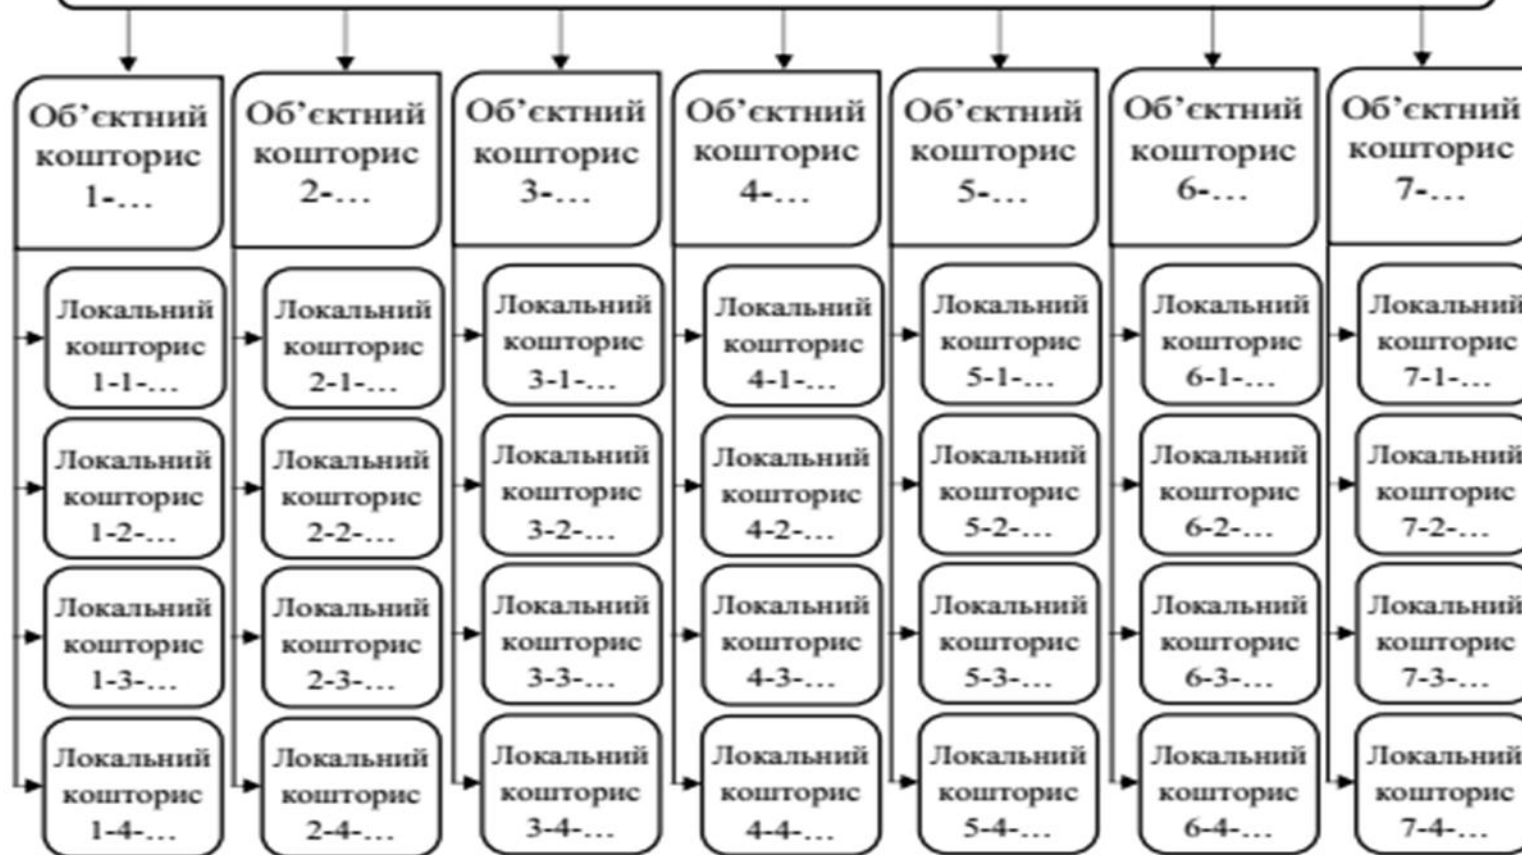 Об’єктний
кошторис
1-…
Об’єктний
кошторис
2-…
Об’єктний
кошторис
3-…
Об’єктний
кошторис
4-…
Об’єктний
кошторис
5-…
Об’єктний
кошторис
6-…
Об’єктний
кошторис
7-…
Локальний
кошторис
1-1-…
Локальний
кошторис
2-1-…
Локальний
кошторис
3-1-…
Локальний
кошторис
4-1-…
Локальний
кошторис
5-1-…
Локальний
кошторис
6-1-…
Локальний
кошторис
7-1-…
Локальний
кошторис
1-2-…
Локальний
кошторис
2-2-…
Локальний
кошторис
3-2-…
Локальний
кошторис
4-2-…
Локальний
кошторис
5-2-…
Локальний
кошторис
6-2-…
Локальний
кошторис
7-2-…
Локальний
кошторис
1-3-…
Локальний
кошторис
2-3-…
Локальний
кошторис
3-3-…
Локальний
кошторис
4-3-…
Локальний
кошторис
5-3-…
Локальний
кошторис
6-3-…
Локальний
кошторис
7-3-…
Локальний
кошторис
1-4-…
Локальний
кошторис
2-4-…
Локальний
кошторис
3-4-…
Локальний
кошторис
4-4-…
Локальний
кошторис
5-4-…
Локальний
кошторис
6-4-…
Локальний
кошторис
7-4-…